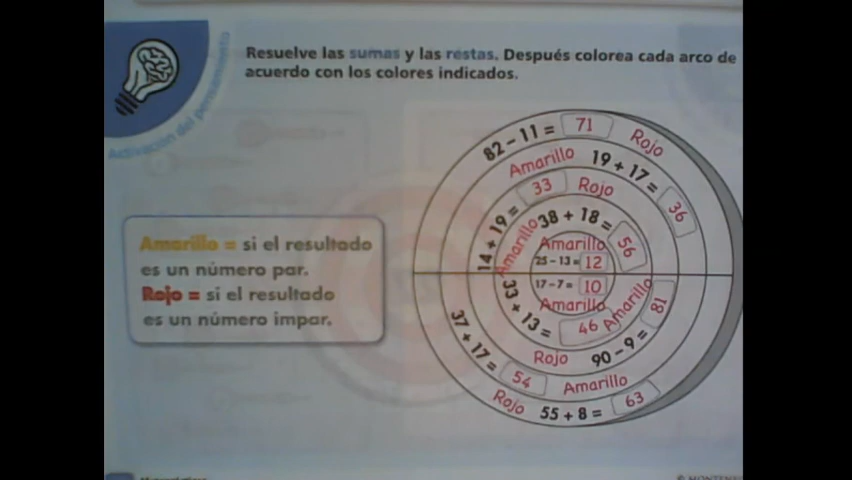 Activación del pensamiento
Resuelve las sumas y las restas. Después colorea cada arco de
acuerdo con los colores indicados.
Amarillo = si el resultado
es un número par.
Rojo = si el resultado
es un número impar.
82 – 11 = 71
Rojo
Amarillo
19 + 17 = 36
14 + 19 = 33
Rojo
Amarillo
38 + 18 = 56
Amarillo
25 – 13 = 12
17 – 7 = 10
Amarillo
33 + 13 = 46
Amarillo
Rojo
90 – 9 = 81
37 + 17 = 54
Amarillo
Rojo
55 + 8 = 63